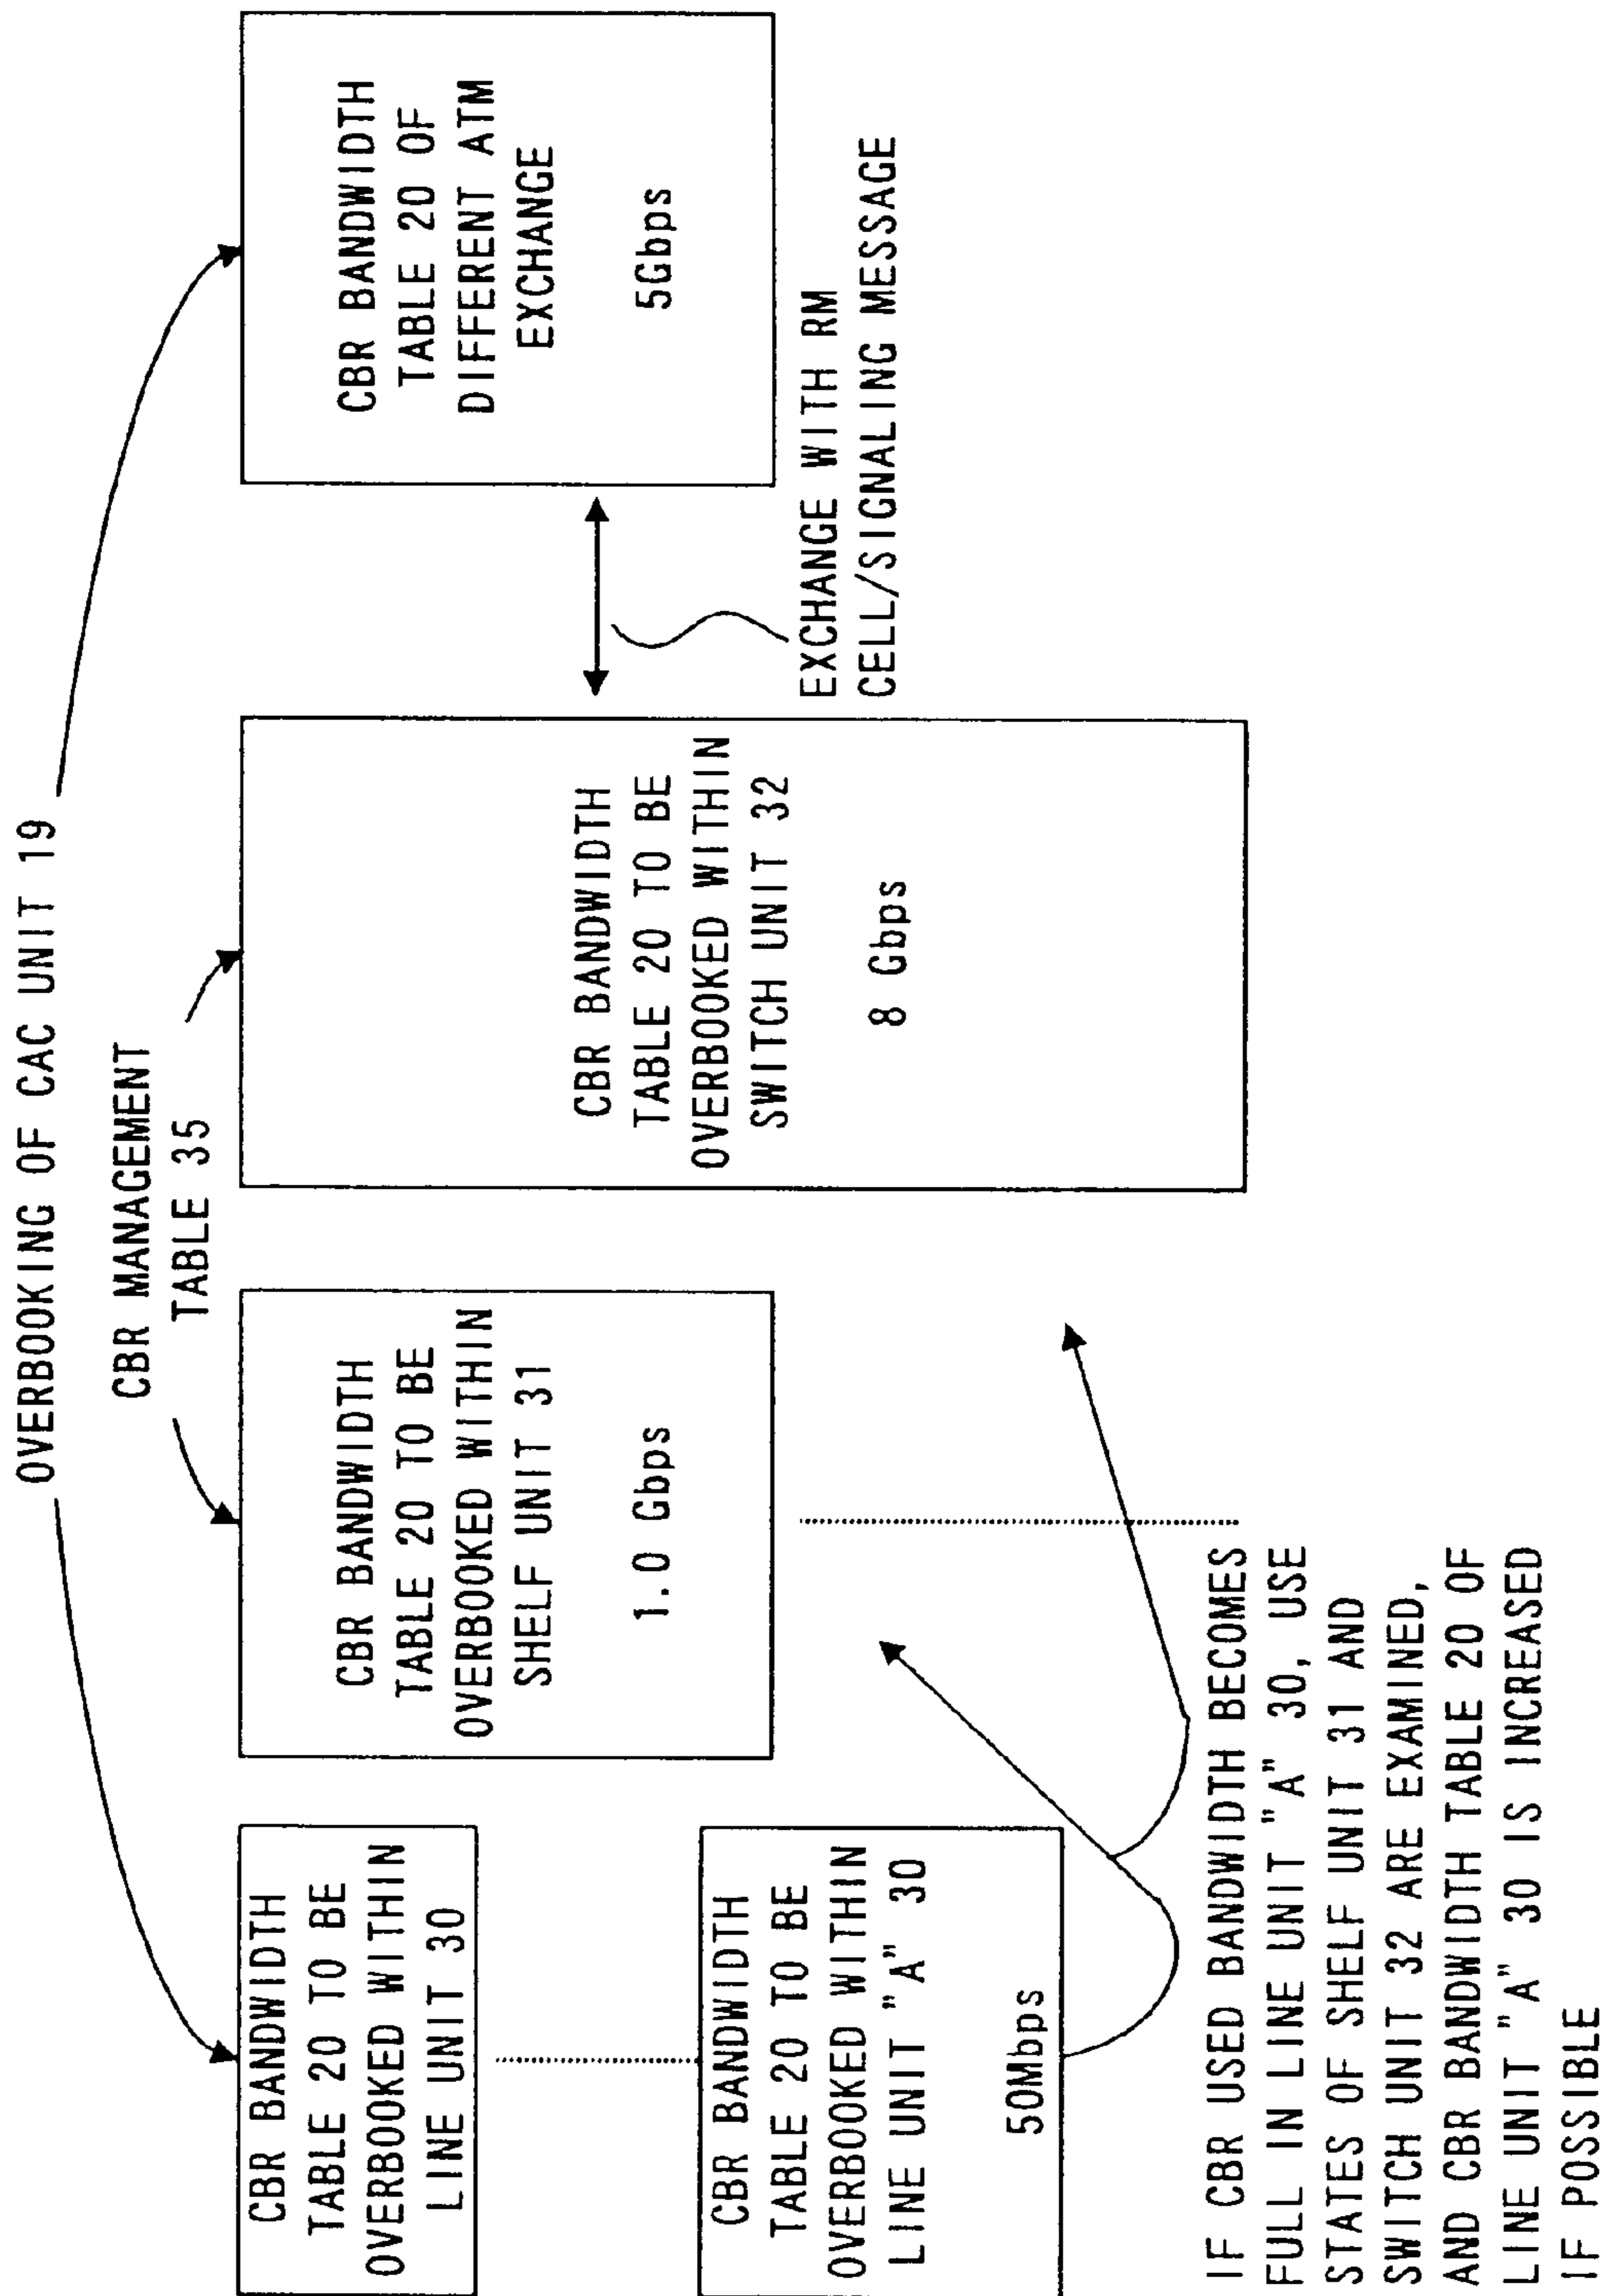 OVERBOOKING OF CAC UNIT 19
CBR MANAGEMENT
TABLE 35
CBR BANDWIDTH
TABLE 20 TO BE
OVERBOOKED WITHIN
LINE UNIT 30
CBR BANDWIDTH
TABLE 20 TO BE
OVERBOOKED WITHIN
LINE UNIT "A" 30
50Mbps
CBR BANDWIDTH
TABLE 20 TO BE
OVERBOOKED WITHIN
SHELF UNIT 31
1.0 Gbps
CBR BANDWIDTH
TABLE 20 TO BE
OVERBOOKED WITHIN
SWITCH UNIT 32
8 Gbps
CBR BANDWIDTH
TABLE 20 OF
DIFFERENT ATM
EXCHANGE
5Gbps
EXCHANGE WITH RM
CELL/SIGNALING MESSAGE
IF CBR USED BANDWIDTH BECOMES
FULL IN LINE UNIT "A" 30, USE
STATES OF SHELF UNIT 31 AND
SWITCH UNIT 32 ARE EXAMINED,
AND CBR BANDWIDTH TABLE 20 OF
LINE UNIT "A" 30 IS INCREASED
IF POSSIBLE